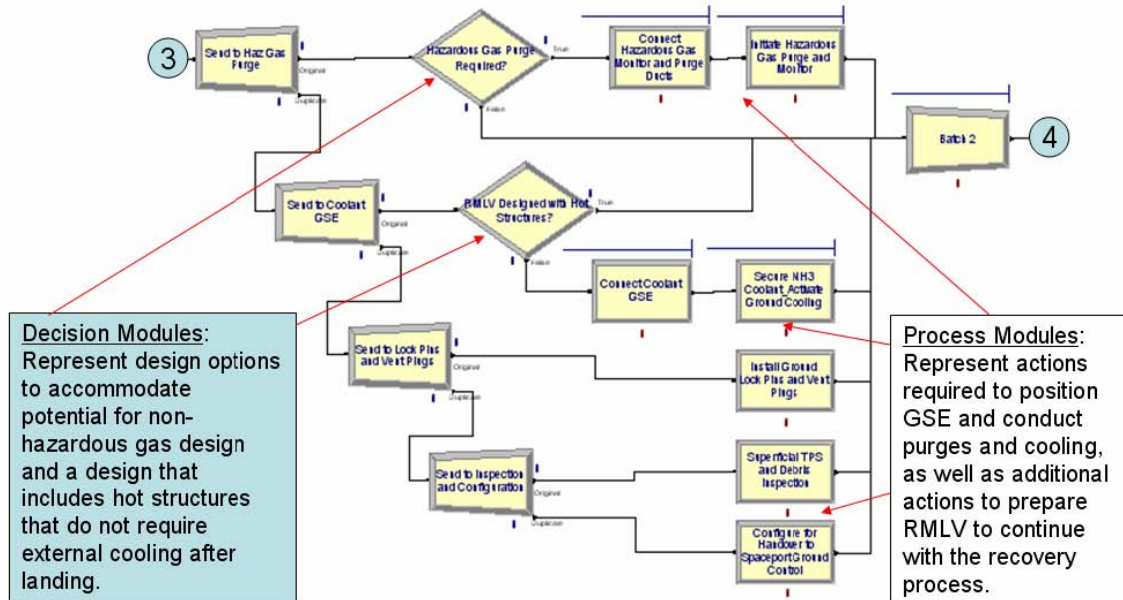 3
Send to Haz Gas
Purge
Original
Duplicate
Hazardous Gas Purge
Required?
True
False
Connect
Hazardous Gas
Monitor and Purge
Ducts
Initiate Hazardous
Gas Purge and
Monitor
Batch 2
4
Send to Coolant
GSE
Original
Duplicate
RMLV Designed with Hot
Structures?
True
False
Connect Coolant
GSE
Secure NH3
Coolant_Activate
Ground Cooling
Send to Lock Pins
and Vent Plugs
Original
Duplicate
Install Ground
Lock Pins and Vent
Plugs
Send to Inspection
and Configuration
Original
Duplicate
Superficial TPS
and Debris
Inspection
Configure for
Handover to
Spaceport Ground
Control
Decision Modules:
Represent design options
to accommodate
potential for non-
hazardous gas design
and a design that
includes hot structures
that do not require
external cooling after
landing.
Process Modules:
Represent actions
required to position
GSE and conduct
purges and cooling,
as well as additional
actions to prepare
RMLV to continue
with the recovery
process.